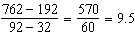 (762 − 192) / (92 − 32) = 570 / 60 = 9.5